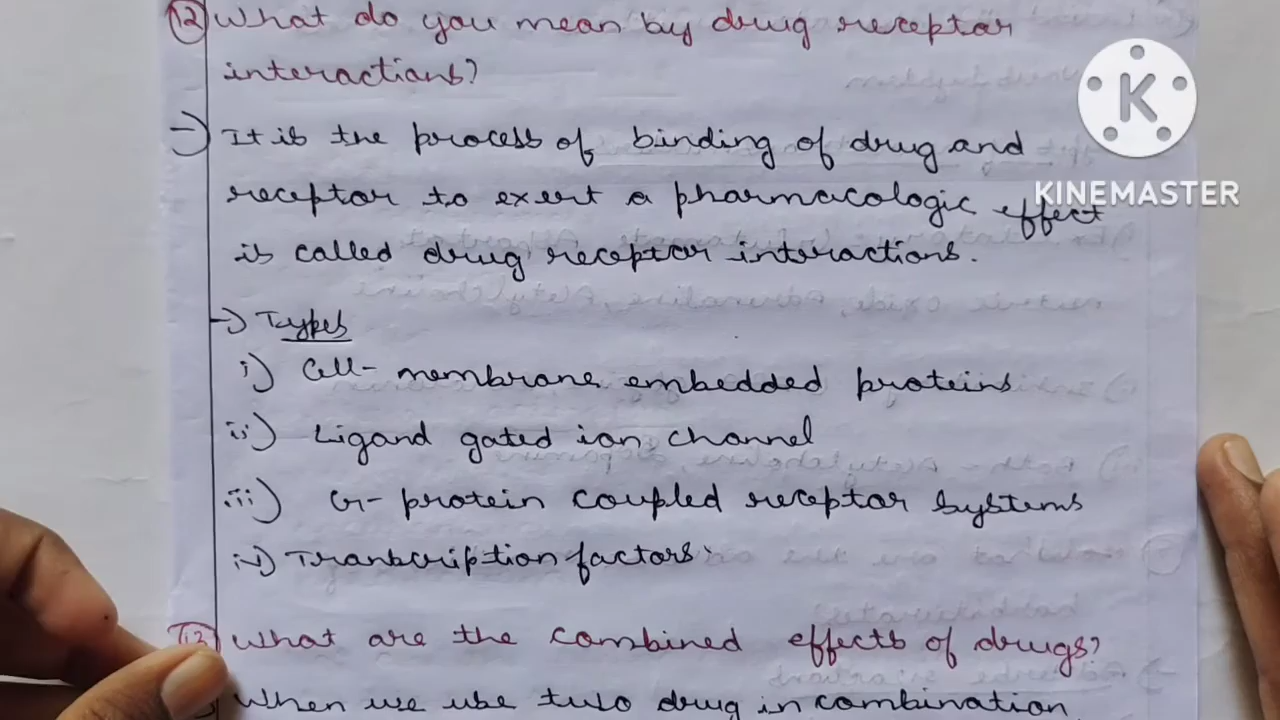 12 What do you mean by drug receptor
interactions?
→ It is the process of binding of drug and
receptor to exert a pharmacologic effect
is called drug receptor interactions.
→ Types
i) Cell-membrane embedded proteins
ii) Ligand gated ion channel
iii) G-protein coupled receptor systems
iv) Transcription factors
13 What are the combined effects of drugs?
When we use two drug in combination
K
KINEMASTER